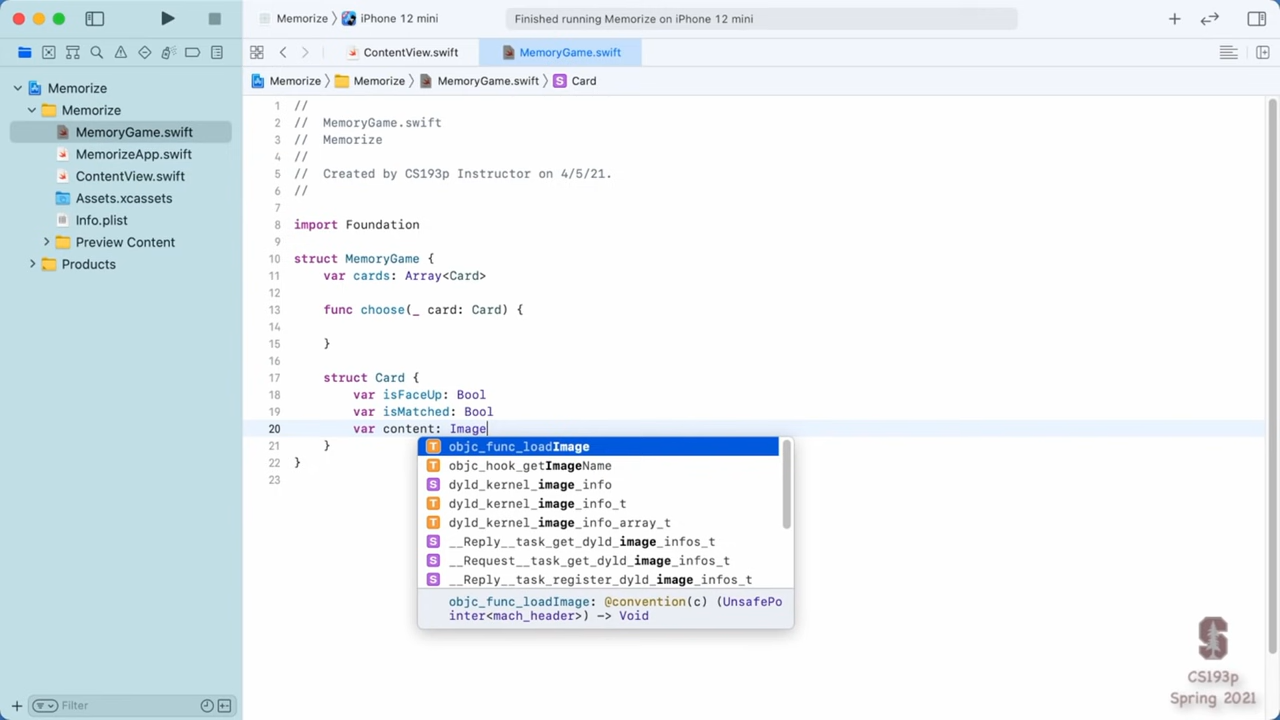 Memorize
iPhone 12 mini
Finished running Memorize on iPhone 12 mini
ContentView.swift
MemoryGame.swift
Memorize
Memorize
MemoryGame.swift
MemorizeApp.swift
ContentView.swift
Assets.xcassets
Info.plist
Preview Content
Products
Filter
Memorize
Memorize
MemoryGame.swift
S Card
1 //
2 //  MemoryGame.swift
3 //  Memorize
4 //
5 //  Created by CS193p Instructor on 4/5/21.
6 //
7
8 import Foundation
9
10 struct MemoryGame {
11     var cards: Array<Card>
12
13     func choose(_ card: Card) {
14
15     }
16
17     struct Card {
18         var isFaceUp: Bool
19         var isMatched: Bool
20         var content: Image
21     }
22 }
23
T objc_func_loadImage
T objc_hook_getImageName
S dyld_kernel_image_info
T dyld_kernel_image_info_t
T dyld_kernel_image_info_array_t
S __Reply__task_get_dyld_image_infos_t
S __Request__task_get_dyld_image_infos_t
S __Reply__task_register_dyld_image_infos_t
objc_func_loadImage: @convention(c) (UnsafePo
inter<mach_header>) -> Void
S
CS193p
Spring 2021